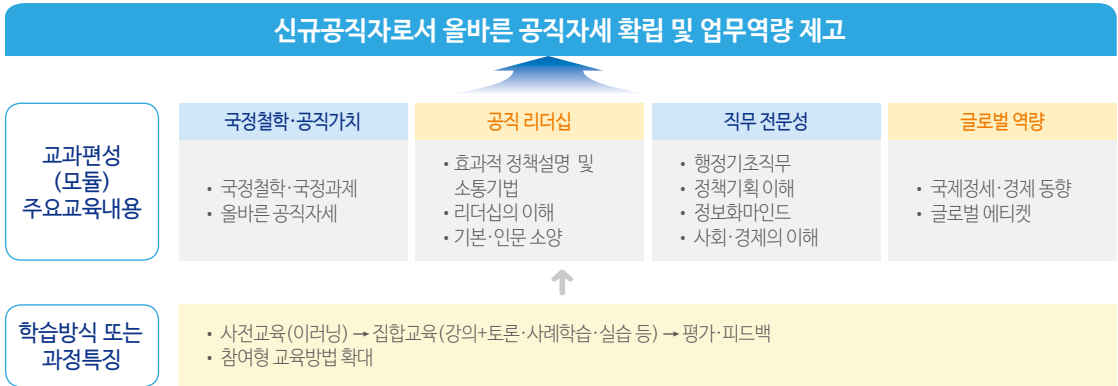 신규공직자로서 올바른 공직자세 확립 및 업무역량 제고
교과편성
(모듈)
주요교육내용
국정철학·공직가치
• 국정철학·국정과제
• 올바른 공직자세
공직 리더십
• 효과적 정책설명 및
소통기법
• 리더십의 이해
• 기본·인문 소양
직무 전문성
• 행정기초직무
• 정책기획 이해
• 정보화마인드
• 사회·경제의 이해
글로벌 역량
• 국제정세·경제 동향
• 글로벌 에티켓
학습방식 또는
과정특징
• 사전교육(이러닝) → 집합교육(강의+토론·사례학습·실습 등) → 평가·피드백
• 참여형 교육방법 확대